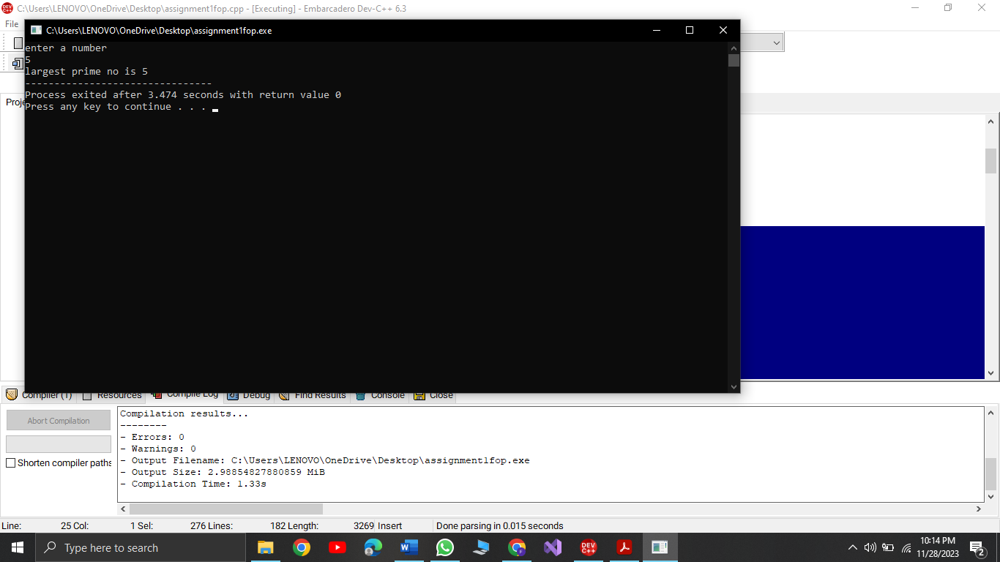 C:\Users\LENOVO\OneDrive\Desktop\assignment1fop.cpp - [Executing] - Embarcadero Dev-C++ 6.3
File
C:\Users\LENOVO\OneDrive\Desktop\assignment1fop.exe
enter a number
5
largest prime no is 5
--------------------------------
Process exited after 3.474 seconds with return value 0
Press any key to continue . . .
Proje
Compiler (1) Resources Compile Log Debug Find Results Console Close
Abort Compilation
Shorten compiler paths
Compilation results...
--------
- Errors: 0
- Warnings: 0
- Output Filename: C:\Users\LENOVO\OneDrive\Desktop\assignment1fop.exe
- Output Size: 2.98854827880859 MiB
- Compilation Time: 1.33s
Line: 25 Col: 1 Sel: 276 Lines: 182 Length: 3269 Insert Done parsing in 0.015 seconds
Type here to search
DEV C++
10:14 PM
11/28/2023
2